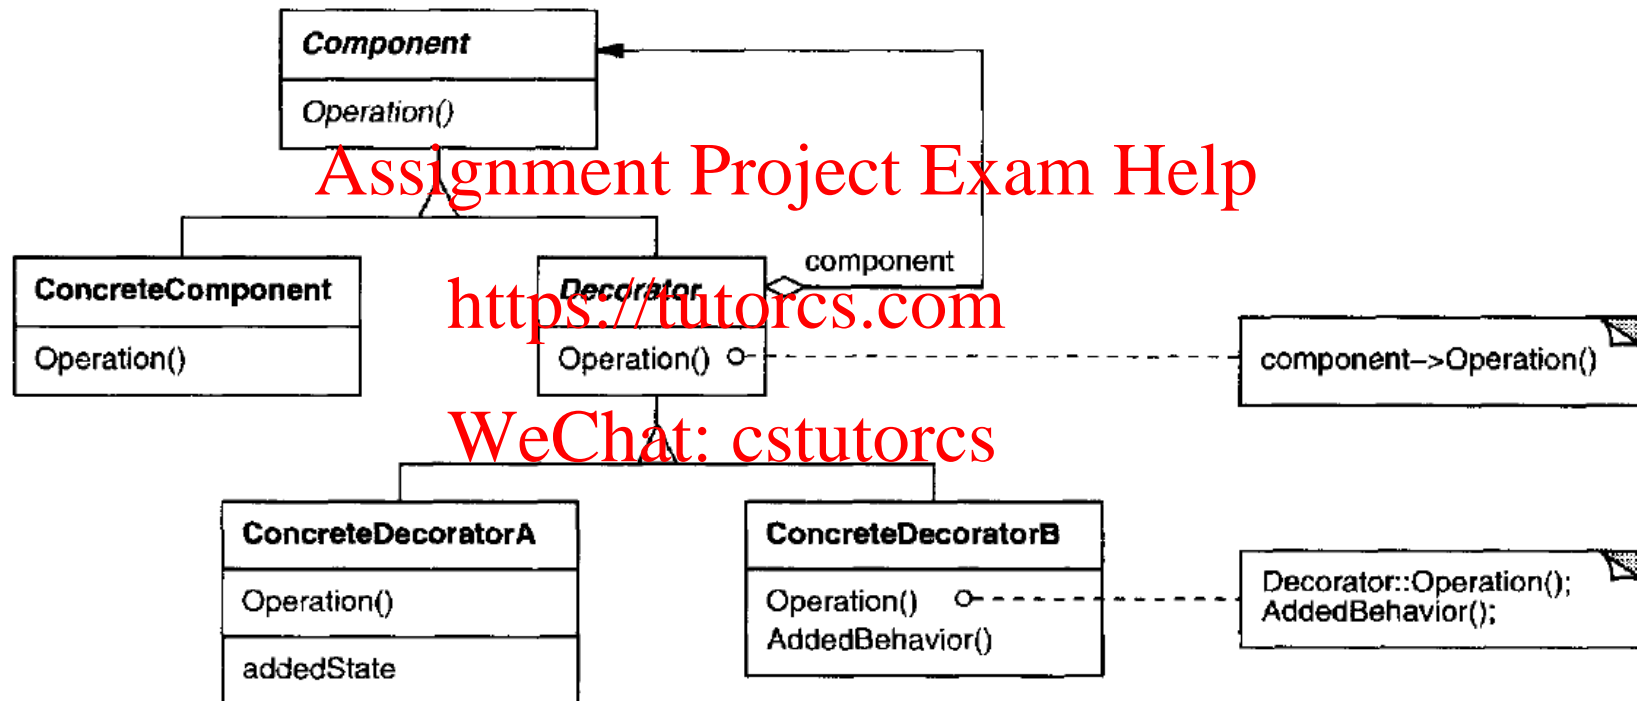 Component
Operation()
Assignment Project Exam Help
component
ConcreteComponent
Decorator
https://tutorcs.com
Operation()
Operation()
component->Operation()
WeChat: cstutorcs
ConcreteDecoratorA
ConcreteDecoratorB
Operation()
Operation()
AddedBehavior()
Decorator::Operation();
AddedBehavior();
addedState